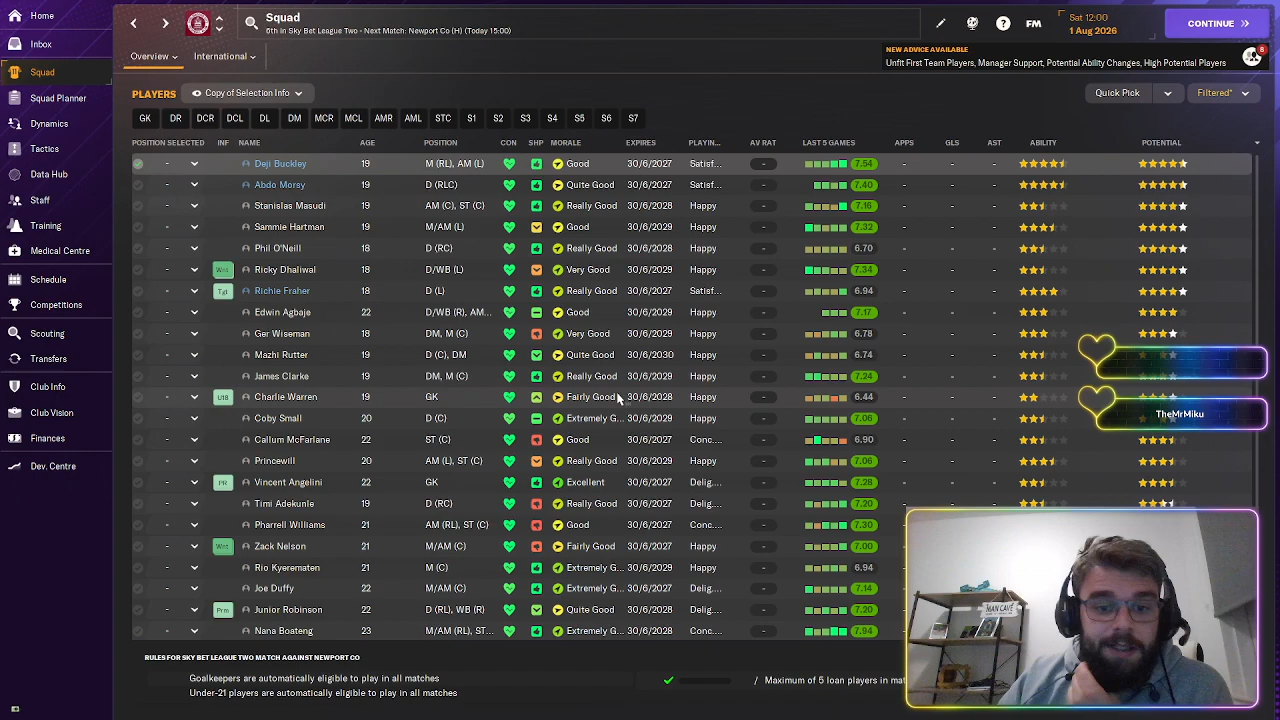 Home
Inbox
Squad
Squad Planner
Dynamics
Tactics
Data Hub
Staff
Training
Medical Centre
Schedule
Competitions
Scouting
Transfers
Club Info
Club Vision
Finances
Dev. Centre
Squad
6th in Sky Bet League Two - Next Match: Newport Co (H) (Today 15:00)
FM
Sat 12:00
1 Aug 2026
CONTINUE
Overview International
NEW ADVICE AVAILABLE
Unfit First Team Players, Manager Support, Potential Ability Changes, High Potential Players
8
PLAYERS Copy of Selection Info Quick Pick Filtered*
GK DR DCR DCL DL DM MCR MCL AMR AML STC S1 S2 S3 S4 S5 S6 S7
POSITION SELECTED INF NAME AGE POSITION CON SHP MORALE EXPIRES PLAYIN... AV RAT LAST 5 GAMES APPS GLS AST ABILITY POTENTIAL
- Deji Buckley 19 M (RL), AM (L) Good 30/6/2027 Satisf... - 7.54 - - -
- Abdo Morsy 19 D (RLC) Quite Good 30/6/2027 Satisf... - 7.40 - - -
- Stanislas Masudi 19 AM (C), ST (C) Really Good 30/6/2028 Happy - 7.16 - - -
- Sammie Hartman 19 M/AM (L) Good 30/6/2029 Happy - 7.32 - - -
- Phil O'Neill 18 D (RC) Really Good 30/6/2028 Happy - 6.70 - - -
- Wnt Ricky Dhaliwal 18 D/WB (L) Very Good 30/6/2029 Happy - 7.34 - - -
- Tgt Richie Fraher 18 D (L) Really Good 30/6/2027 Satisf... - 6.94 - - -
- Edwin Agbaje 22 D/WB (R), AM... Good 30/6/2029 Happy - 7.17 - - -
- Ger Wiseman 18 DM, M (C) Very Good 30/6/2029 Happy - 6.78 - - -
- Mazhi Rutter 19 D (C), DM Quite Good 30/6/2030 Happy - 6.74 - - -
- James Clarke 19 DM, M (C) Really Good 30/6/2028 Happy - 7.24 - - -
- U18 Charlie Warren 19 GK Fairly Good 30/6/2028 Happy - 6.44 - - -
- Coby Small 20 D (C) Extremely G... 30/6/2029 Happy - 7.06 - - -
- Callum McFarlane 22 ST (C) Good 30/6/2027 Conc... - 6.90 - - -
- Princewill 20 AM (L), ST (C) Really Good 30/6/2029 Happy - 7.06 - - -
- PR Vincent Angelini 22 GK Excellent 30/6/2027 Delig... - 7.28 - - -
- Timi Adekunle 19 D (RC) Really Good 30/6/2027 Delig... - 7.20 - - -
- Pharrell Williams 21 AM (RL), ST (C) Good 30/6/2027 Conc... - 7.30 - -
- Wnt Zack Nelson 21 M/AM (C) Fairly Good 30/6/2027 Happy - 7.00 -
- Rio Kyerematen 21 M (C) Extremely G... 30/6/2029 Happy - 6.94 -
- Joe Duffy 22 M/AM (C) Extremely G... 30/6/2028 Delig... - 7.14 -
- Prm Junior Robinson 22 D (RL), WB (R) Quite Good 30/6/2028 Delig... - 7.20 -
- Nana Boateng 23 M/AM (RL), ST... Extremely G... 30/6/2028 Conc... - 7.94 -
TheMrMiku
RULES FOR SKY BET LEAGUE TWO MATCH AGAINST NEWPORT CO
Goalkeepers are automatically eligible to play in all matches
Under-21 players are automatically eligible to play in all matches
/ Maximum of 5 loan players in mat
MAN CAVE